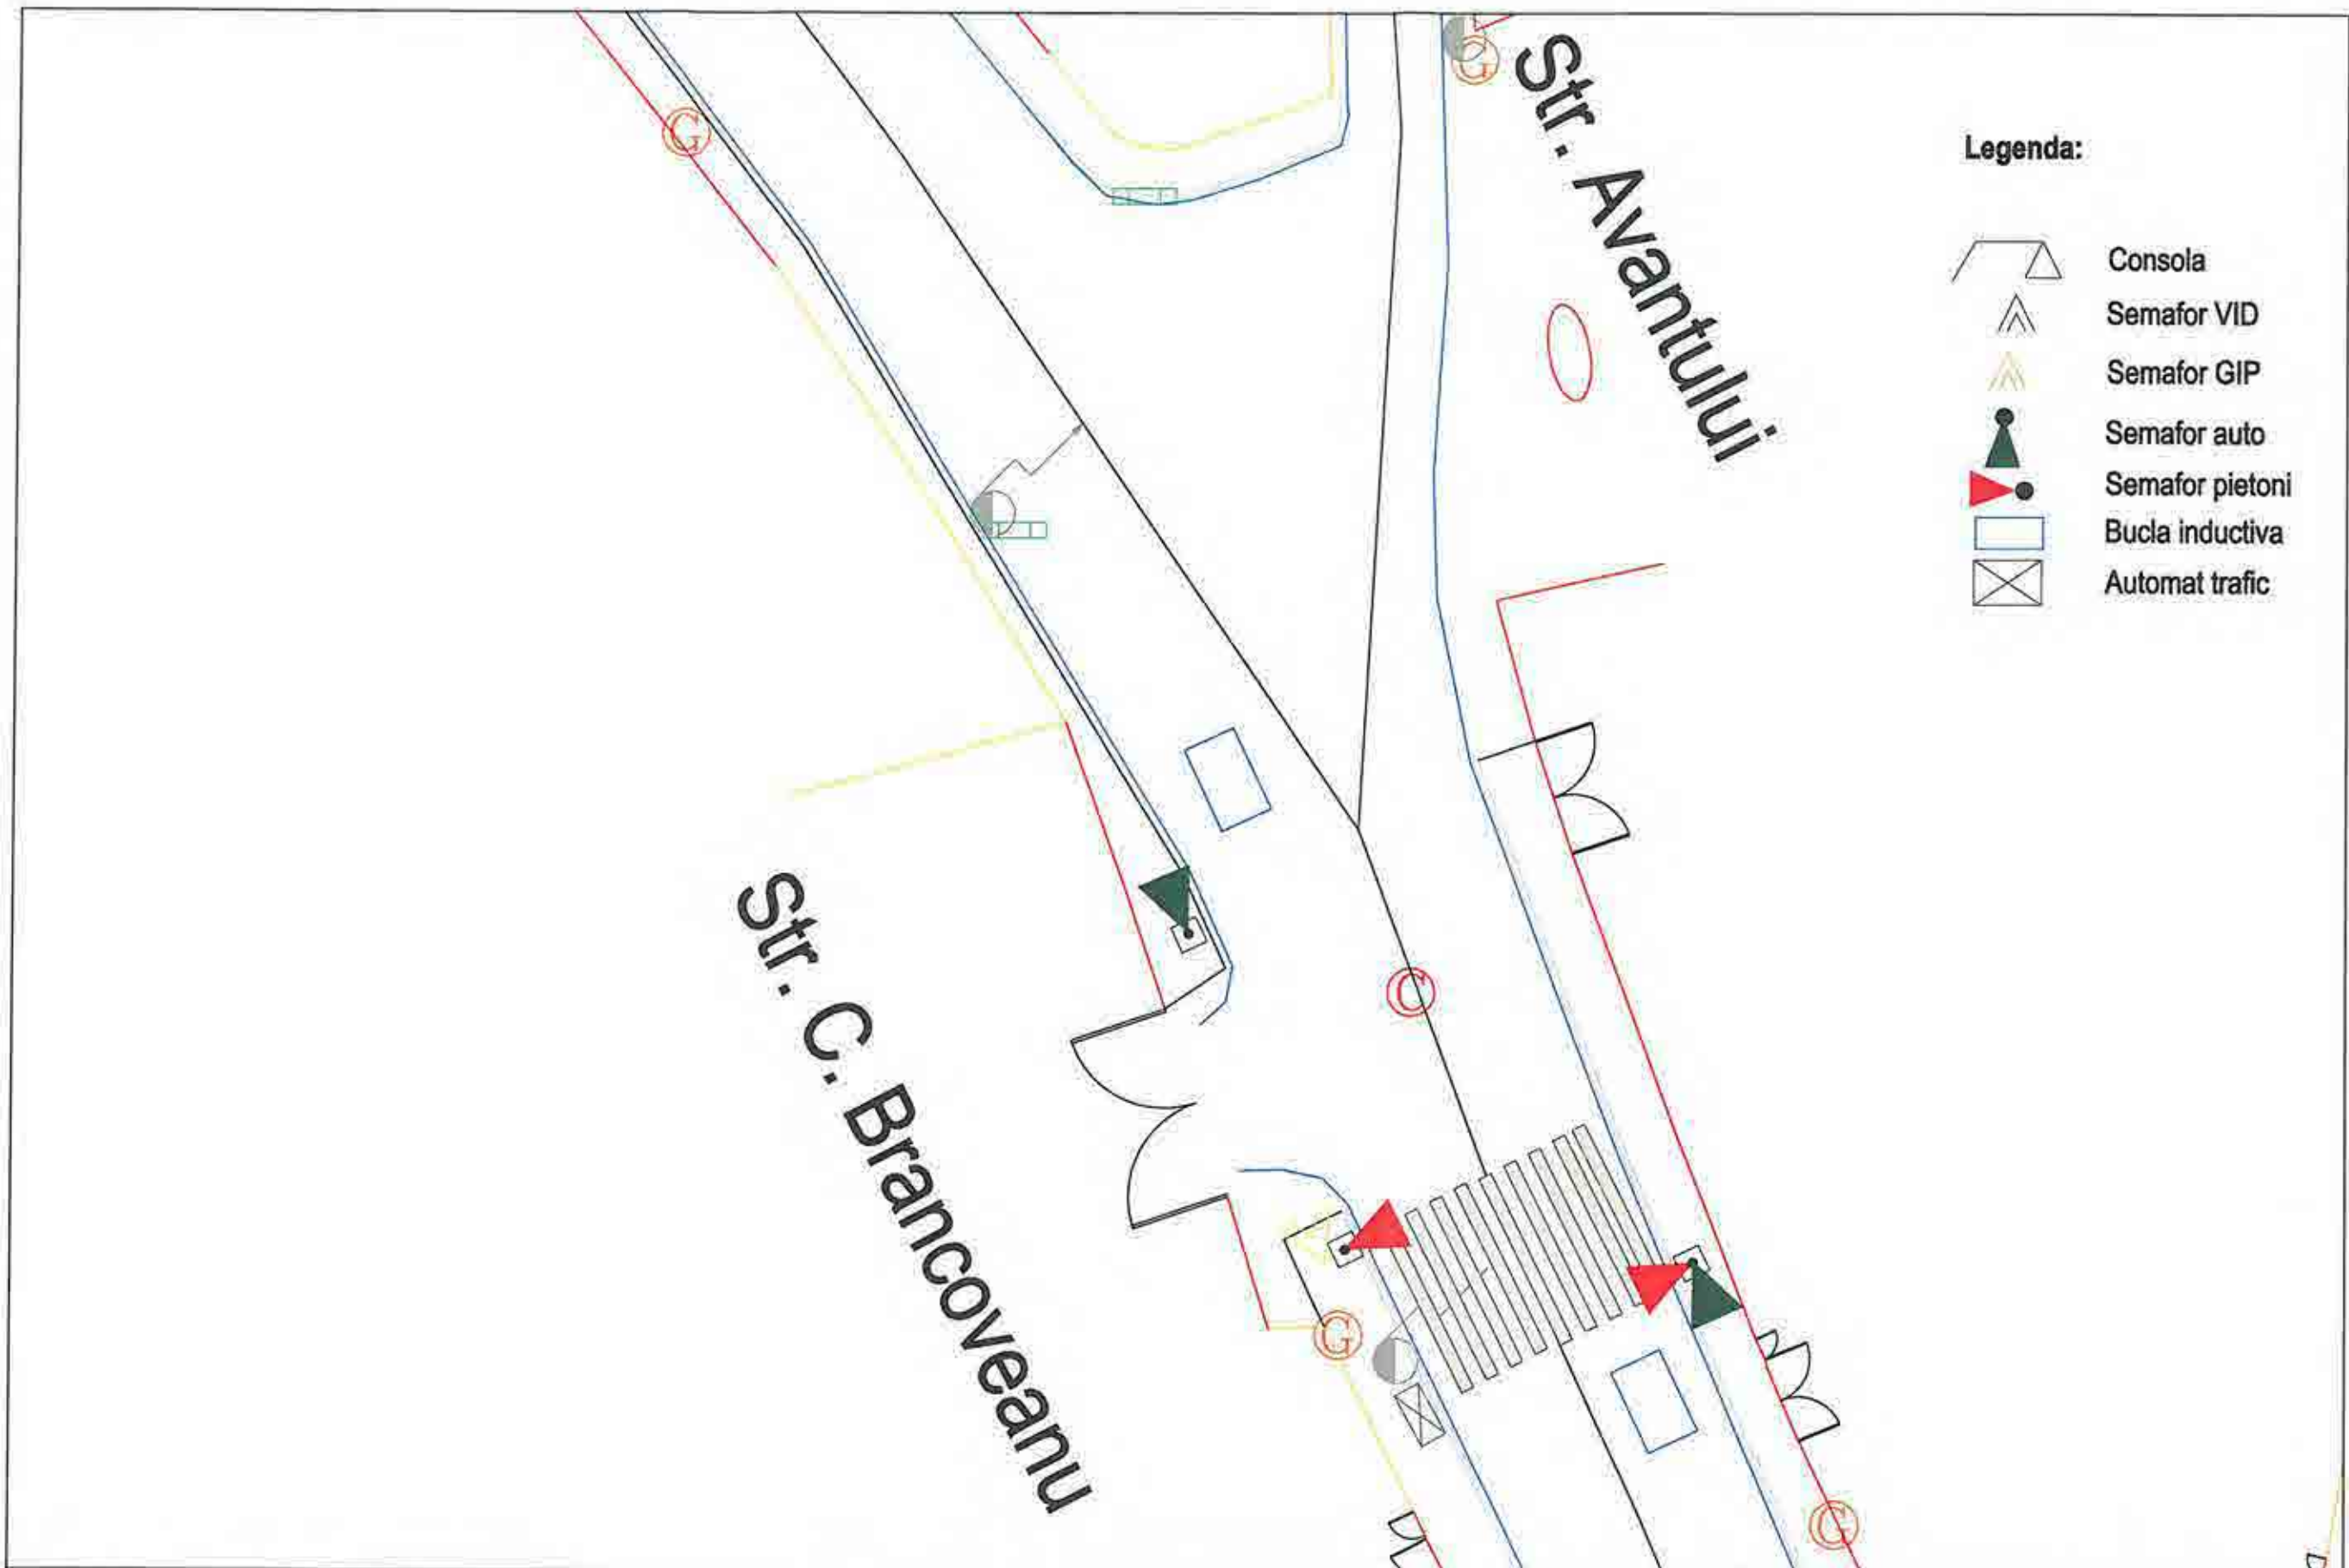 G
G
Str. Avantului
Legenda:
Consola
Semafor VID
Semafor GIP
Semafor auto
Semafor pietoni
Bucla inductiva
Automat trafic
Str. C. Brancoveanu
C
G
G